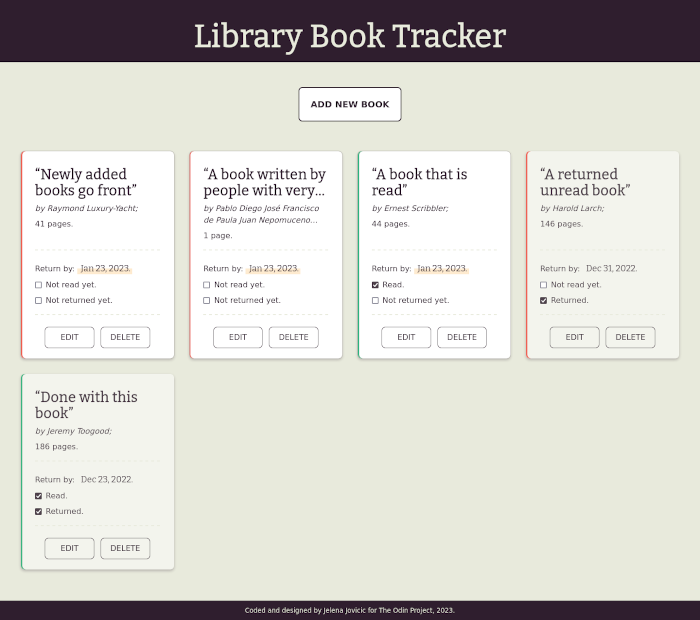 Library Book Tracker
ADD NEW BOOK
“Newly added
books go front”
by Raymond Luxury-Yacht;
41 pages.
Return by: Jan 23, 2023.
Not read yet.
Not returned yet.
EDIT DELETE
“A book written by
people with very...
by Pablo Diego José Francisco
de Paula Juan Nepomuceno...
1 page.
Return by: Jan 23, 2023.
Not read yet.
Not returned yet.
EDIT DELETE
“A book that is
read”
by Ernest Scribbler;
44 pages.
Return by: Jan 23, 2023.
Read.
Not returned yet.
EDIT DELETE
“A returned
unread book”
by Harold Larch;
146 pages.
Return by: Dec 31, 2022.
Not read yet.
Returned.
EDIT DELETE
“Done with this
book”
by Jeremy Toogood;
186 pages.
Return by: Dec 23, 2022.
Read.
Returned.
EDIT DELETE
Coded and designed by Jelena Jovicic for The Odin Project, 2023.